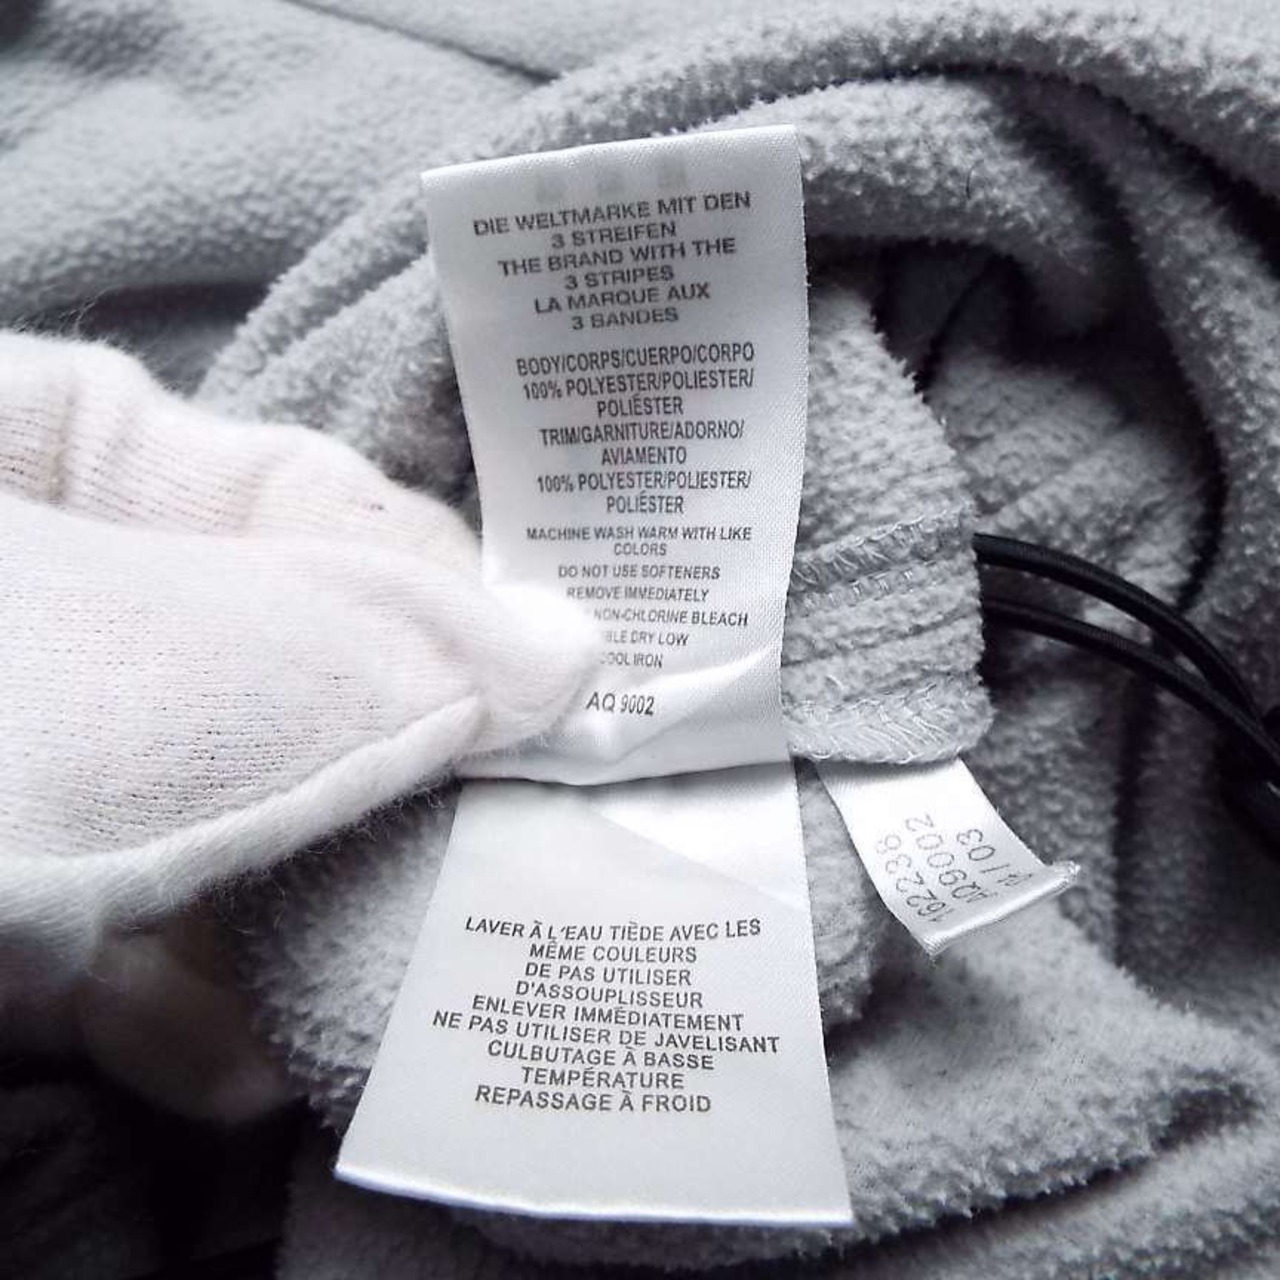 DIE WELTMARKE MIT DEN
3 STREIFEN
THE BRAND WITH THE
3 STRIPES
LA MARQUE AUX
3 BANDES
BODY/CORPS/CUERPO/CORPO
100% POLYESTER/POLIESTER/
POLIÉSTER
TRIM/GARNITURE/ADORNO/
AVIAMENTO
100% POLYESTER/POLIESTER/
POLIÉSTER
MACHINE WASH WARM WITH LIKE
COLORS
DO NOT USE SOFTENERS
REMOVE IMMEDIATELY
NON-CHLORINE BLEACH
DRY LOW
IRON
AQ 9002
LAVER À L'EAU TIÈDE AVEC LES
MÊME COULEURS
DE PAS UTILISER
D'ASSOUPLISSEUR
ENLEVER IMMÉDIATEMENT
NE PAS UTILISER DE JAVELISANT
CULBUTAGE À BASSE
TEMPÉRATURE
REPASSAGE À FROID
162238
AQ9002